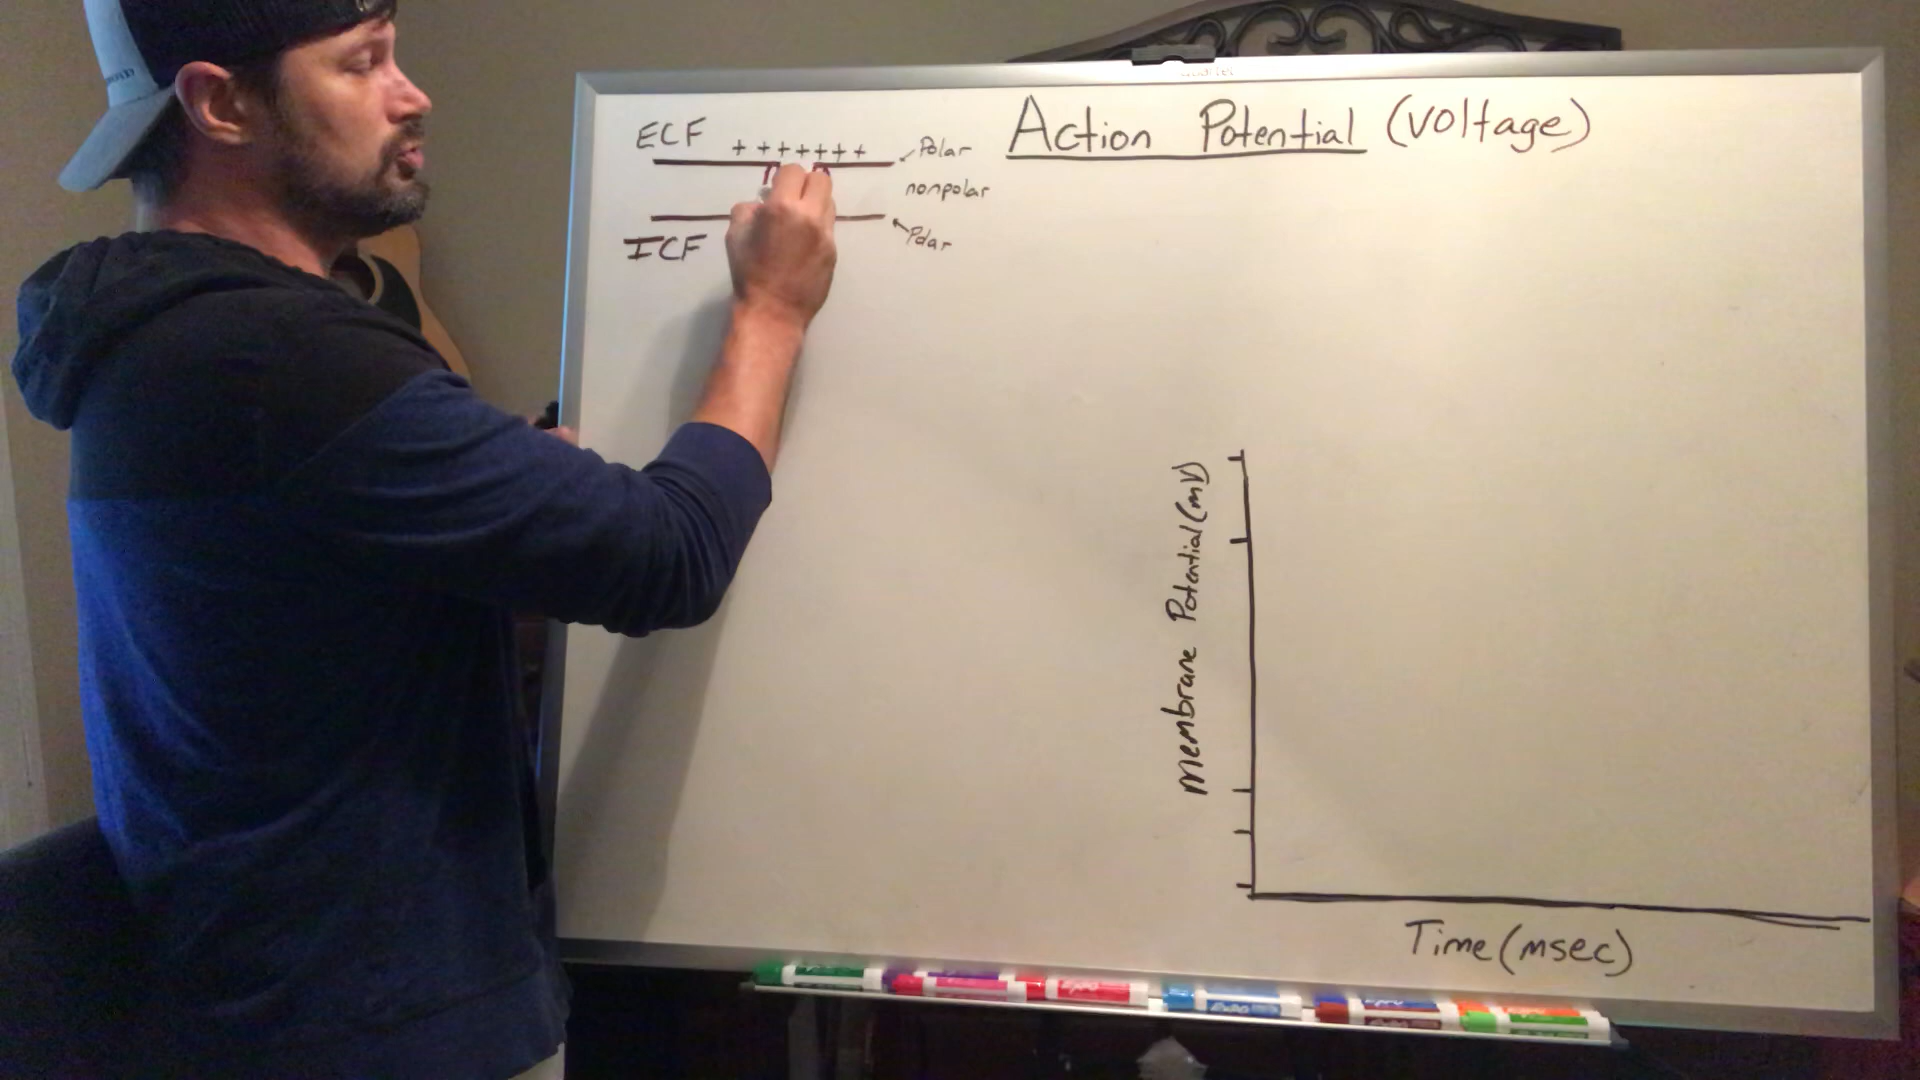 Action Potential (voltage)
ECF
+ + + + + + +
Polar
nonpolar
Polar
ICF
Membrane Potential (mV)
Time (msec)